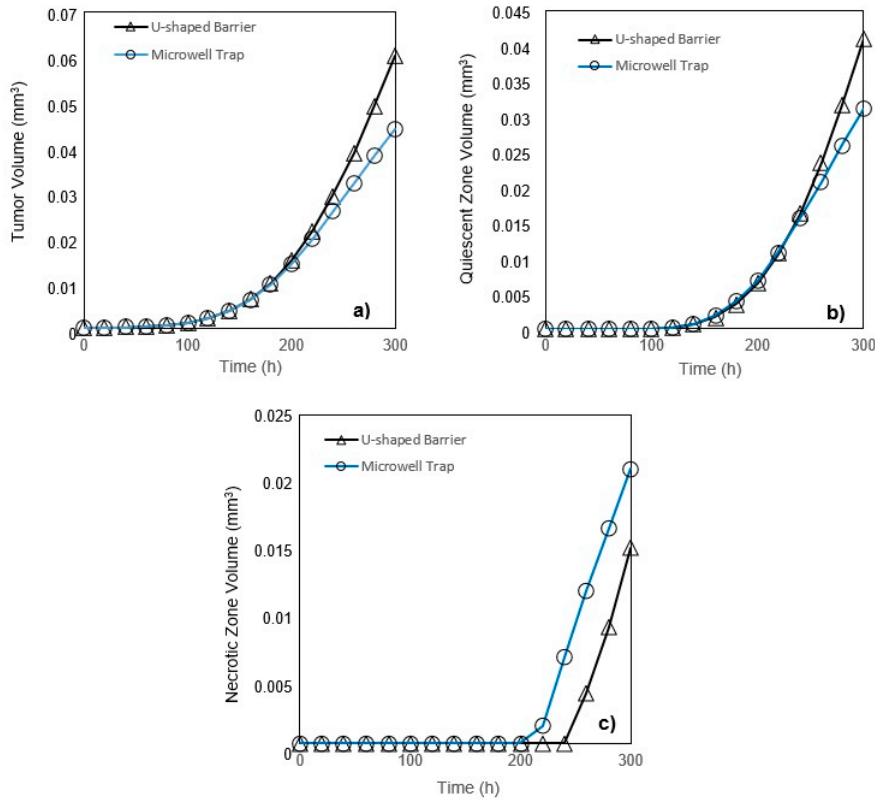 0.07
0.06
0.05
0.04
0.03
0.02
0.01
0
Tumor Volume (mm³)
U-shaped Barrier
Microwell Trap
a)
0
100
200
300
Time (h)
0.045
0.04
0.035
0.03
0.025
0.02
0.015
0.01
0.005
0
Quiescent Zone Volume (mm³)
U-shaped Barrier
Microwell Trap
b)
0
100
200
300
Time (h)
0.025
0.02
0.015
0.01
0.005
0
Necrotic Zone Volume (mm³)
U-shaped Barrier
Microwell Trap
c)
0
100
200
300
Time (h)